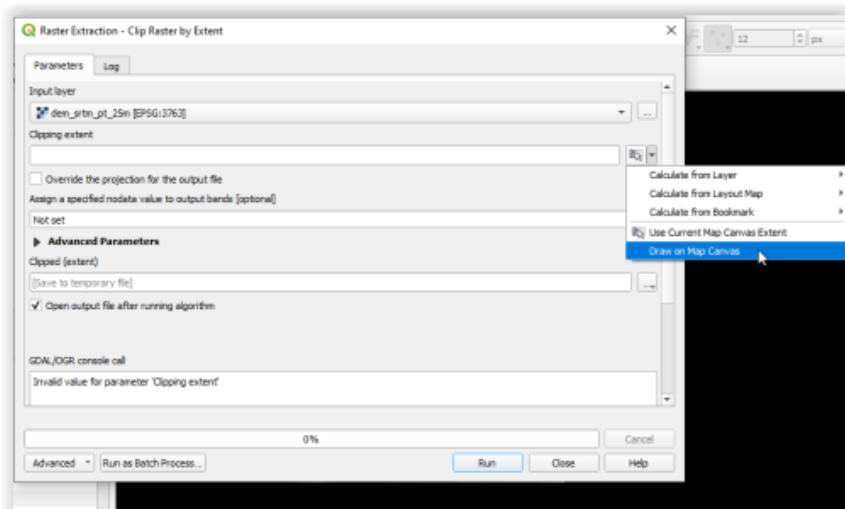 Raster Extraction - Clip Raster by Extent
12
px
Parameters
Log
Input layer
dem_srtm_pt_25m [EPSG:3763]
...
Clipping extent
Calculate from Layer
Override the projection for the output file
Calculate from Layout Map
Assign a specified nodata value to output bands [optional]
Calculate from Bookmark
Not set
Use Current Map Canvas Extent
Advanced Parameters
Draw on Map Canvas
Clipped (extent)
[Save to temporary file]
...
Open output file after running algorithm
GDAL/OGR console call
Invalid value for parameter 'Clipping extent'
0%
Cancel
Advanced
Run as Batch Process...
Run
Close
Help